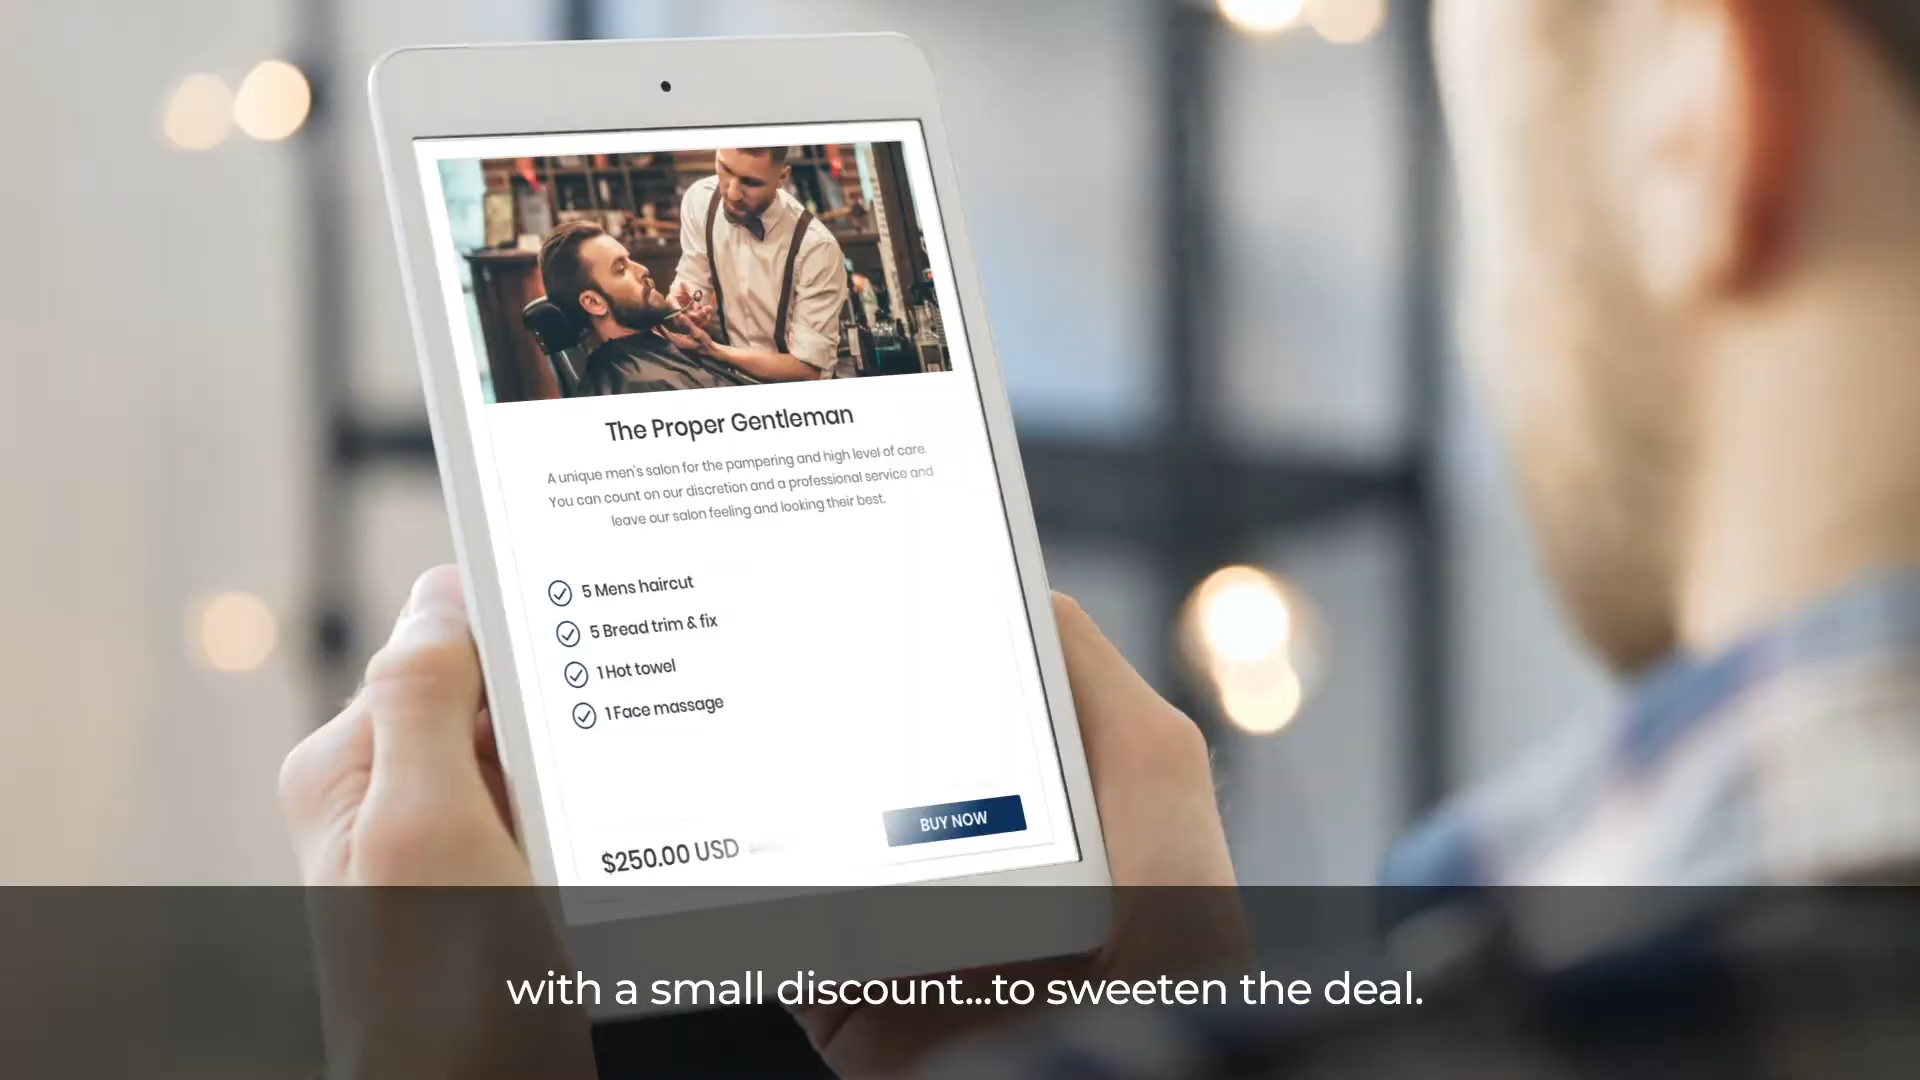 The Proper Gentleman
A unique men's salon for the pampering and high level of care.
You can count on our discretion and a professional service and
leave our salon feeling and looking their best.
5 Mens haircut
5 Bread trim & fix
1 Hot towel
1 Face massage
$250.00 USD
BUY NOW
with a small discount...to sweeten the deal.